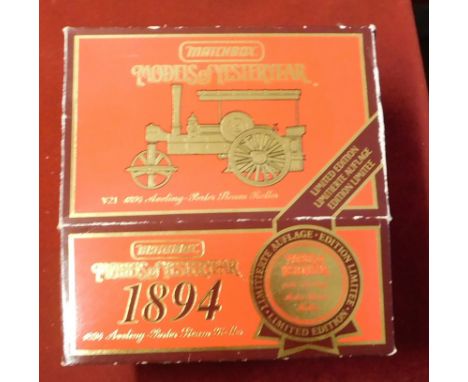 MATCHBOX
MODELS of YESTERYEAR
LIMITED EDITION
LIMITIERTE AUFLAGE
EDITION LIMITEE
Y21 1894 Aveling-Porter Steam Roller
MATCHBOX
MODELS of YESTERYEAR
1894
1894 Aveling-Porter Steam Roller
LIMITIERTE AUFLAGE · EDITION LIMITEE
· LIMITED EDITION ·